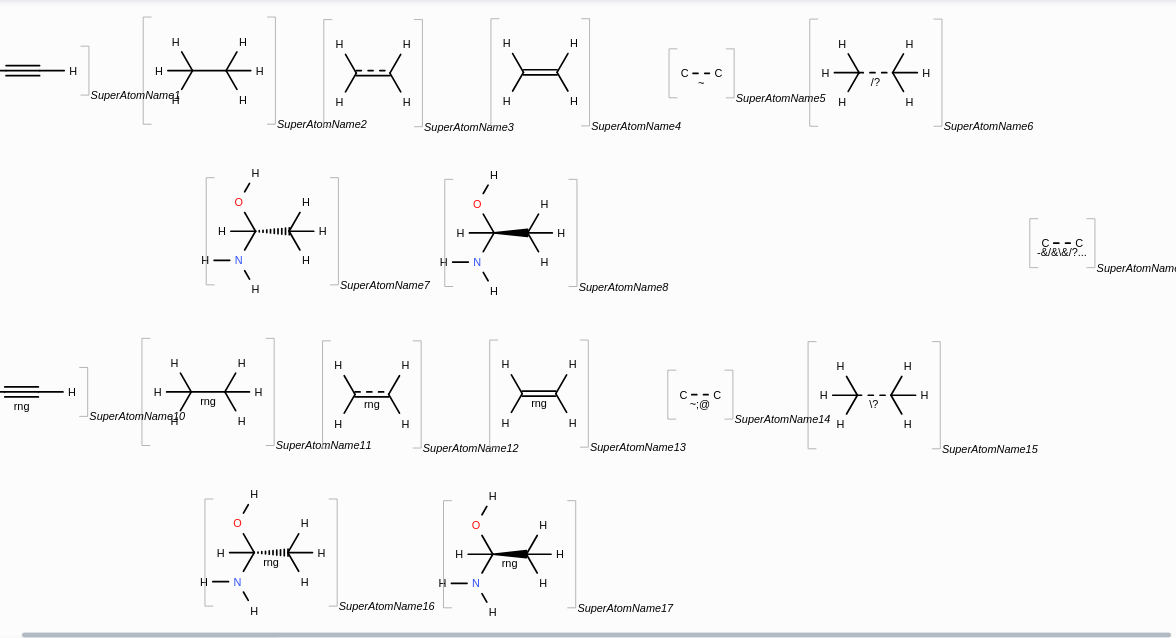 H
SuperAtomName1
H H
H H
H H
SuperAtomName2
H H
H H
SuperAtomName3
H H
H H
SuperAtomName4
C C
~
SuperAtomName5
H H
H H
/?
H H
SuperAtomName6
H
O H
H H
H N H
H
SuperAtomName7
H
O H
H H
H N H
H
SuperAtomName8
C C
-&/&\&/?...
H
rng
SuperAtomName10
H H
H H
rng
H H
SuperAtomName11
H H
rng
H H
SuperAtomName12
H H
rng
H H
SuperAtomName13
C C
~;@
SuperAtomName14
H H
H H
\?
H H
SuperAtomName15
H
O H
H H
rng
H N H
H
SuperAtomName16
H
O H
H H
rng
H N H
H
SuperAtomName17